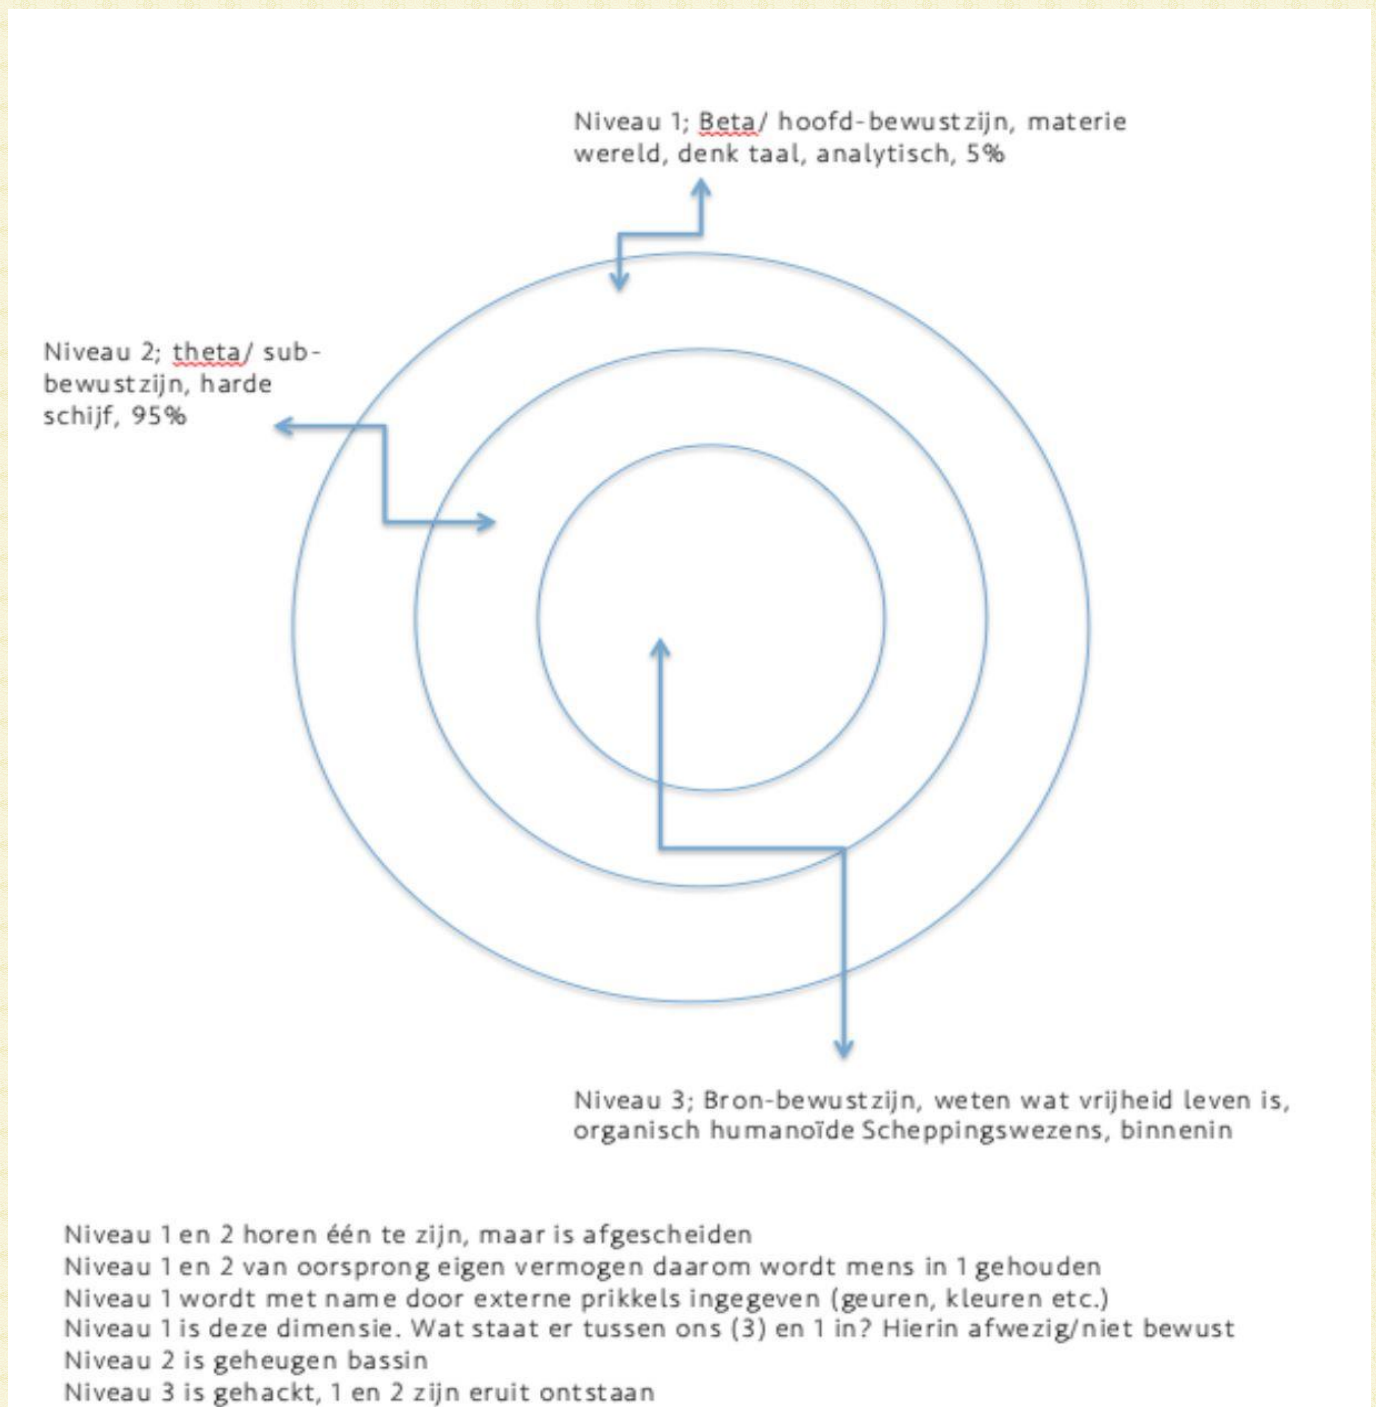 Niveau 1; Beta/ hoofd-bewustzijn, materie
wereld, denk taal, analytisch, 5%
Niveau 2; theta/ sub-
bewustzijn, harde
schijf, 95%
Niveau 3; Bron-bewustzijn, weten wat vrijheid leven is,
organisch humanoïde Scheppingswezens, binnenin
Niveau 1 en 2 horen één te zijn, maar is afgescheiden
Niveau 1 en 2 van oorsprong eigen vermogen daarom wordt mens in 1 gehouden
Niveau 1 wordt met name door externe prikkels ingegeven (geuren, kleuren etc.)
Niveau 1 is deze dimensie. Wat staat er tussen ons (3) en 1 in? Hierin afwezig/niet bewust
Niveau 2 is geheugen bassin
Niveau 3 is gehackt, 1 en 2 zijn eruit ontstaan